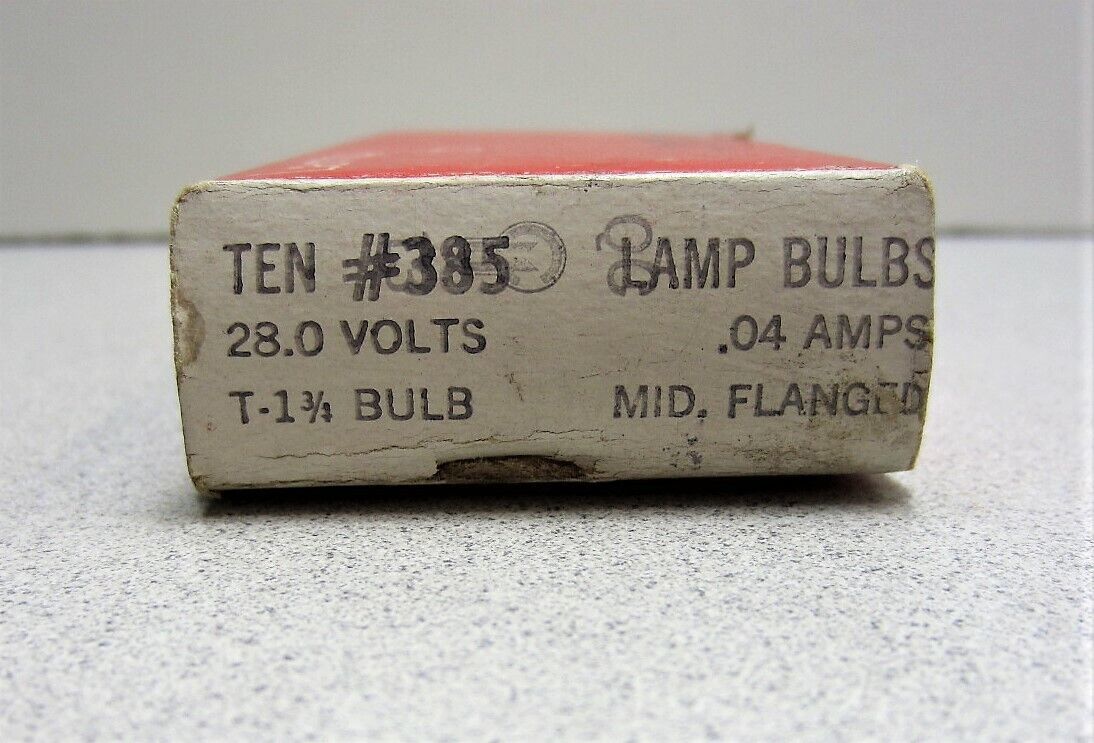 TEN #385 LAMP BULBS
28.0 VOLTS .04 AMPS
T-1¾ BULB MID. FLANGED